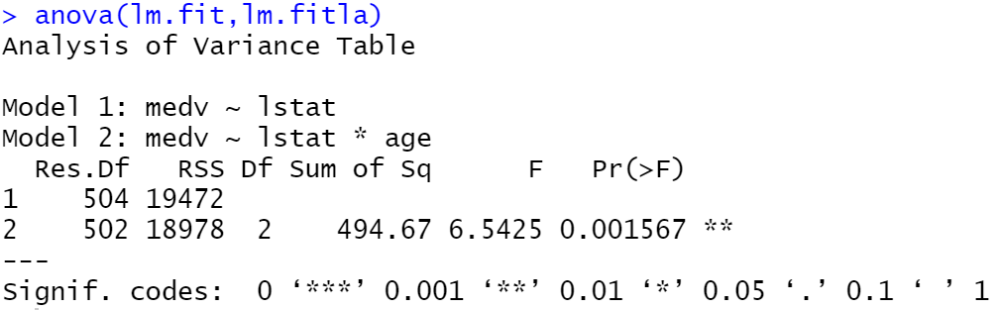 > anova(lm.fit,lm.fitla)
Analysis of Variance Table
Model 1: medv ~ lstat
Model 2: medv ~ lstat * age
  Res.Df   RSS Df Sum of Sq      F   Pr(>F)
1    504 19472
2    502 18978  2    494.67 6.5425 0.001567 **
---
Signif. codes:  0 ‘***’ 0.001 ‘**’ 0.01 ‘*’ 0.05 ‘.’ 0.1 ‘ ’ 1